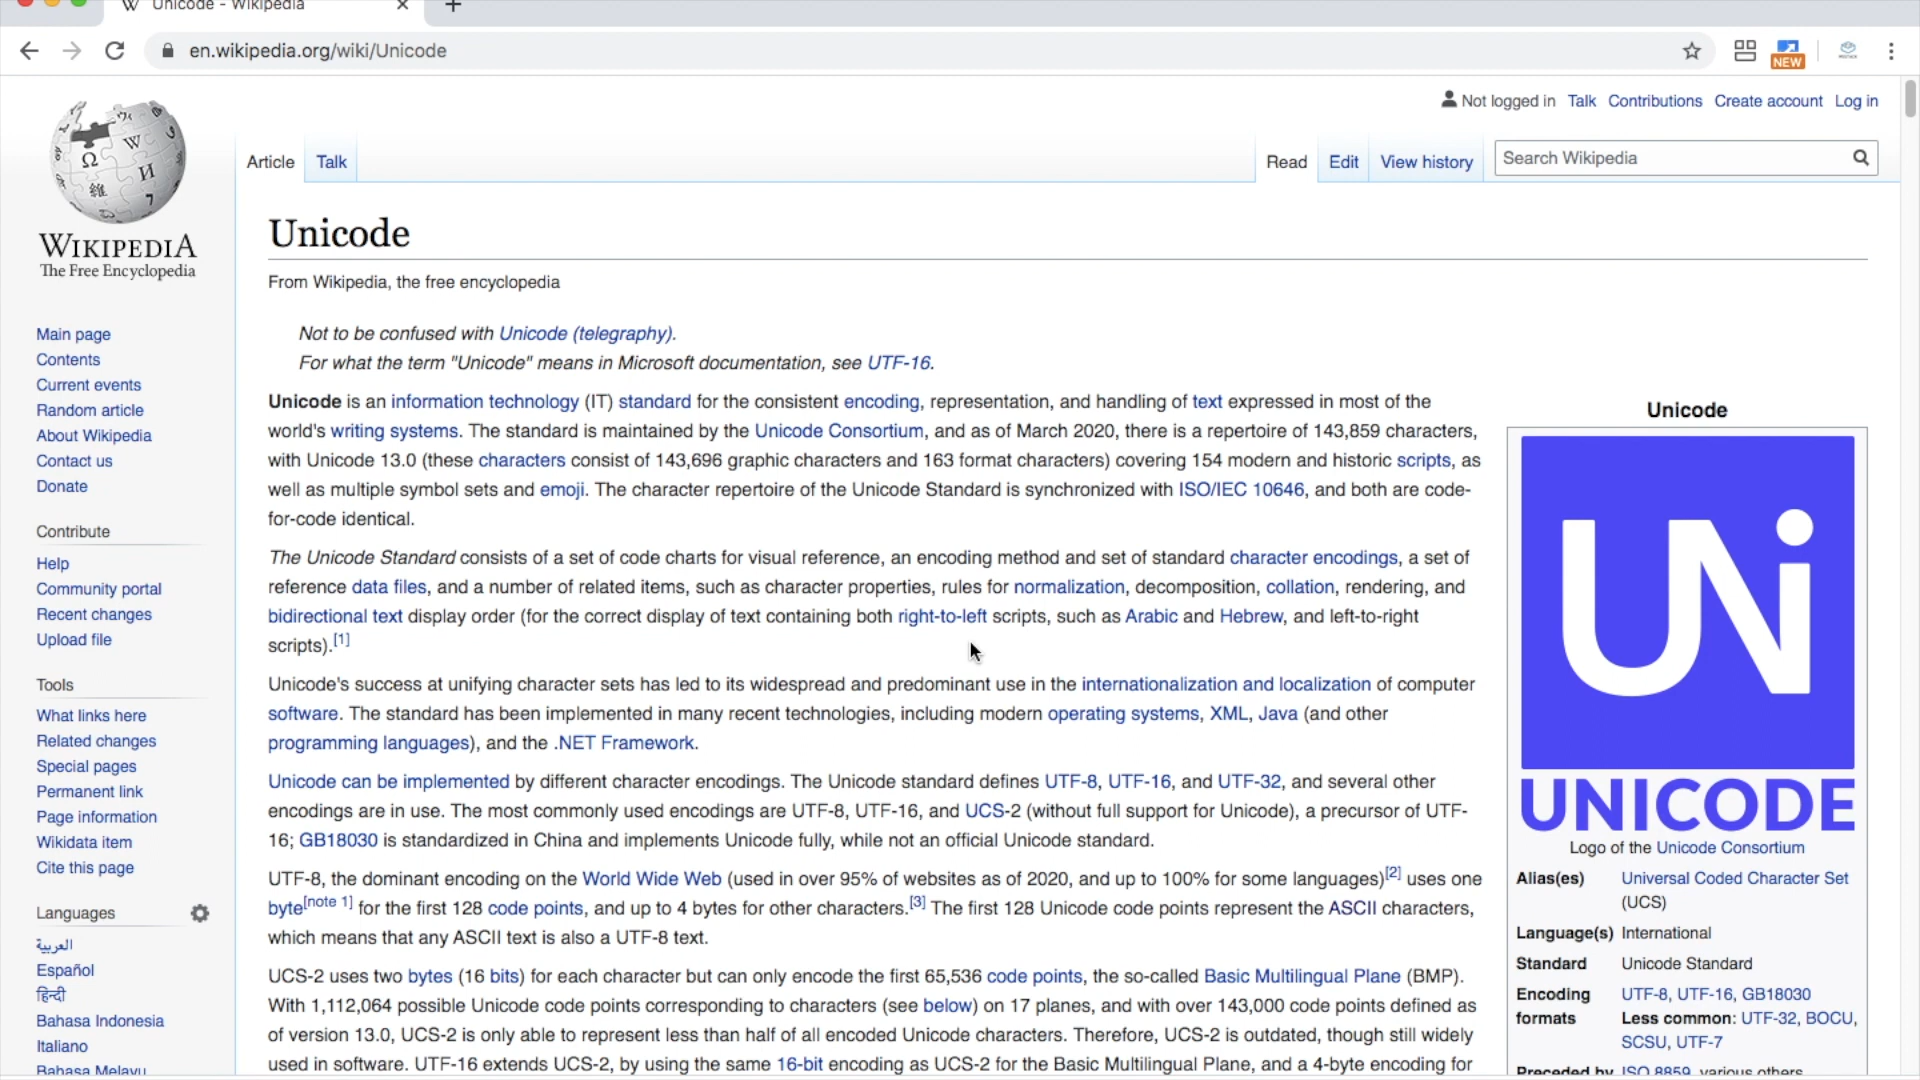 Unicode - Wikipedia
en.wikipedia.org/wiki/Unicode
NEW
Not logged in Talk Contributions Create account Log in
Article Talk Read Edit View history Search Wikipedia
WIKIPEDIA
The Free Encyclopedia
Main page
Contents
Current events
Random article
About Wikipedia
Contact us
Donate
Contribute
Help
Community portal
Recent changes
Upload file
Tools
What links here
Related changes
Special pages
Permanent link
Page information
Wikidata item
Cite this page
Languages
العربية
Español
हिन्दी
Bahasa Indonesia
Italiano
Bahasa Melayu
Unicode
From Wikipedia, the free encyclopedia
Not to be confused with Unicode (telegraphy).
For what the term "Unicode" means in Microsoft documentation, see UTF-16.
Unicode is an information technology (IT) standard for the consistent encoding, representation, and handling of text expressed in most of the
world's writing systems. The standard is maintained by the Unicode Consortium, and as of March 2020, there is a repertoire of 143,859 characters,
with Unicode 13.0 (these characters consist of 143,696 graphic characters and 163 format characters) covering 154 modern and historic scripts, as
well as multiple symbol sets and emoji. The character repertoire of the Unicode Standard is synchronized with ISO/IEC 10646, and both are code-
for-code identical.
The Unicode Standard consists of a set of code charts for visual reference, an encoding method and set of standard character encodings, a set of
reference data files, and a number of related items, such as character properties, rules for normalization, decomposition, collation, rendering, and
bidirectional text display order (for the correct display of text containing both right-to-left scripts, such as Arabic and Hebrew, and left-to-right
scripts).[1]
Unicode's success at unifying character sets has led to its widespread and predominant use in the internationalization and localization of computer
software. The standard has been implemented in many recent technologies, including modern operating systems, XML, Java (and other
programming languages), and the .NET Framework.
Unicode can be implemented by different character encodings. The Unicode standard defines UTF-8, UTF-16, and UTF-32, and several other
encodings are in use. The most commonly used encodings are UTF-8, UTF-16, and UCS-2 (without full support for Unicode), a precursor of UTF-
16; GB18030 is standardized in China and implements Unicode fully, while not an official Unicode standard.
UTF-8, the dominant encoding on the World Wide Web (used in over 95% of websites as of 2020, and up to 100% for some languages)[2] uses one
byte[note 1] for the first 128 code points, and up to 4 bytes for other characters.[3] The first 128 Unicode code points represent the ASCII characters,
which means that any ASCII text is also a UTF-8 text.
UCS-2 uses two bytes (16 bits) for each character but can only encode the first 65,536 code points, the so-called Basic Multilingual Plane (BMP).
With 1,112,064 possible Unicode code points corresponding to characters (see below) on 17 planes, and with over 143,000 code points defined as
of version 13.0, UCS-2 is only able to represent less than half of all encoded Unicode characters. Therefore, UCS-2 is outdated, though still widely
used in software. UTF-16 extends UCS-2, by using the same 16-bit encoding as UCS-2 for the Basic Multilingual Plane, and a 4-byte encoding for
Unicode
UNi
UNICODE
Logo of the Unicode Consortium
Alias(es) Universal Coded Character Set
(UCS)
Language(s) International
Standard Unicode Standard
Encoding UTF-8, UTF-16, GB18030
formats Less common: UTF-32, BOCU,
SCSU, UTF-7
Preceded by ISO 8859, various others